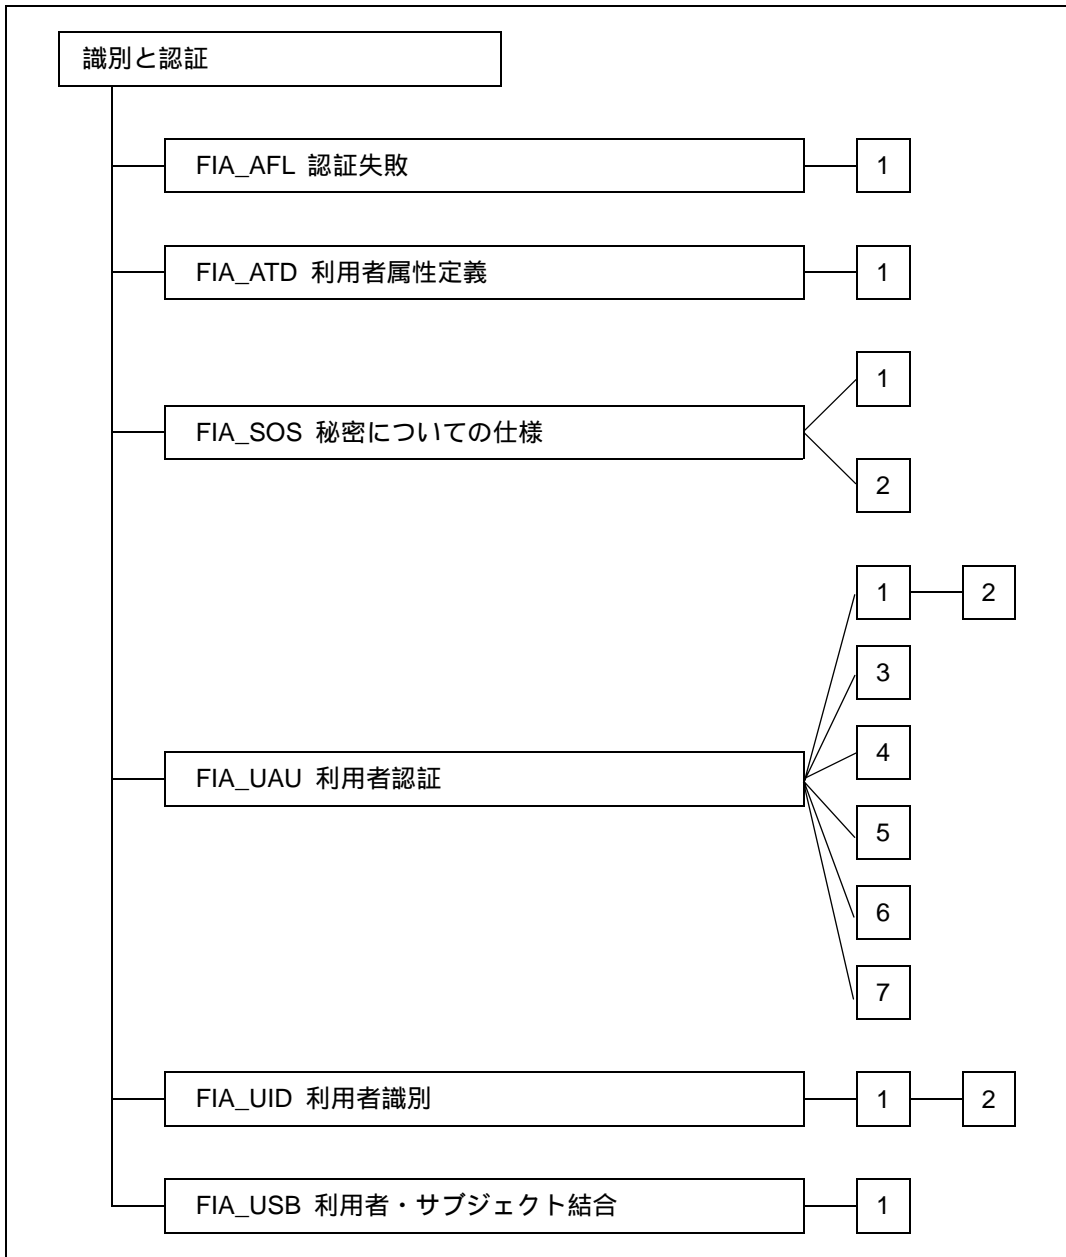 識別と認証
FIA_AFL 認証失敗
1
FIA_ATD 利用者属性定義
1
1
FIA_SOS 秘密についての仕様
2
1 2
3
4
FIA_UAU 利用者認証
5
6
7
FIA_UID 利用者識別
1 2
FIA_USB 利用者・サブジェクト結合
1